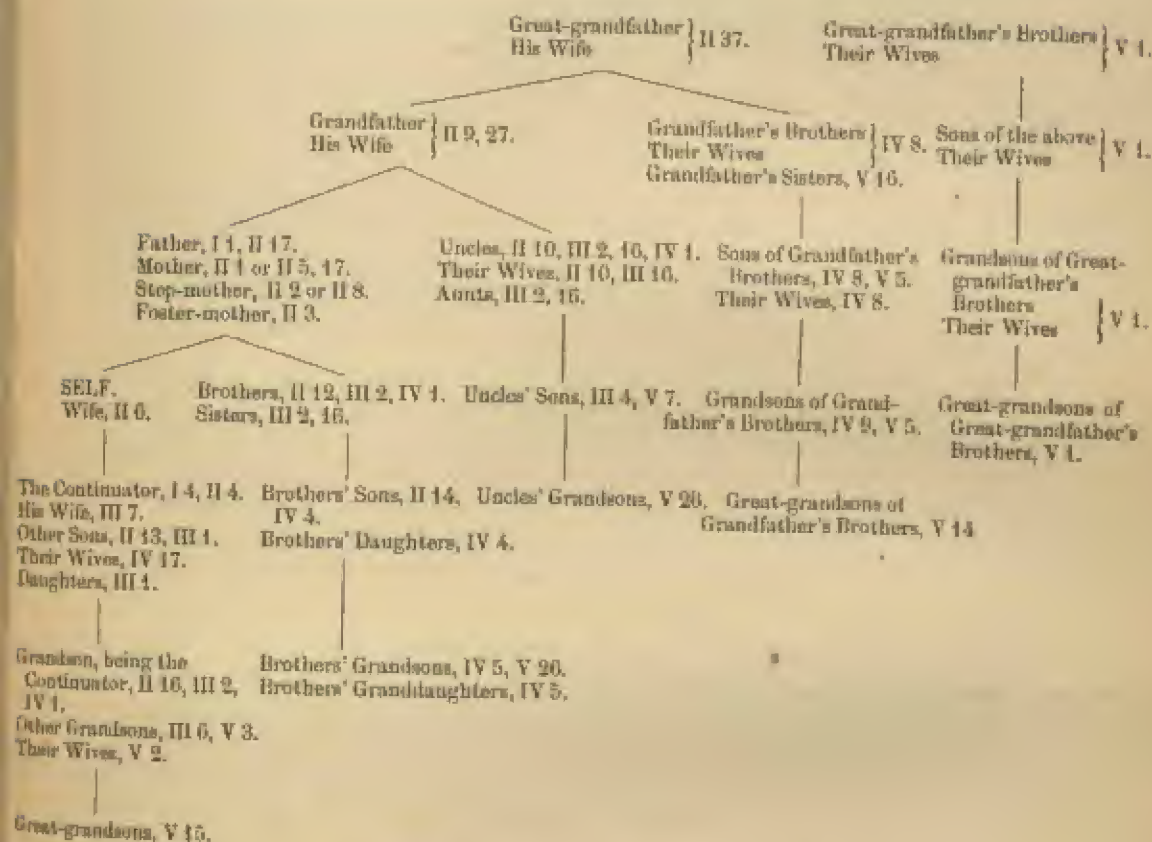 Great-grandfather
His Wife } II 37.
Great-grandfather's Brothers
Their Wives } V 1.
Grandfather
His Wife } II 9, 27.
Grandfather's Brothers
Their Wives } IV 8.
Grandfather's Sisters, V 16.
Sons of the above
Their Wives } V 1.
Father, I 1, II 17.
Mother, II 1 or II 5, 17.
Step-mother, II 2 or II 8.
Foster-mother, II 3.
Uncles, II 10, III 2, 16, IV 1.
Their Wives, II 10, III 16.
Aunts, III 2, 16.
Sons of Grandfather's
Brothers, IV 8, V 5.
Their Wives, IV 8.
Grandsons of Great-
grandfather's
Brothers
Their Wives } V 1.
SELF.
Wife, II 6.
Brothers, II 12, III 2, IV 1.
Sisters, III 2, 16.
Uncles' Sons, III 4, V 7.
Grandsons of Grand-
father's Brothers, IV 9, V 5.
Great-grandsons of
Great-grandfather's
Brothers, V 1.
The Continuator, I 4, II 4.
His Wife, III 7.
Other Sons, II 13, III 1.
Their Wives, IV 17.
Daughters, III 1.
Brothers' Sons, II 14,
IV 4.
Brothers' Daughters, IV 4.
Uncles' Grandsons, V 26.
Great-grandsons of
Grandfather's Brothers, V 14
Grandson, being the
Continuator, II 16, III 2,
IV 1.
Other Grandsons, III 6, V 3.
Their Wives, V 2.
Brothers' Grandsons, IV 5, V 26.
Brothers' Granddaughters, IV 5.
Great-grandsons, V 15.